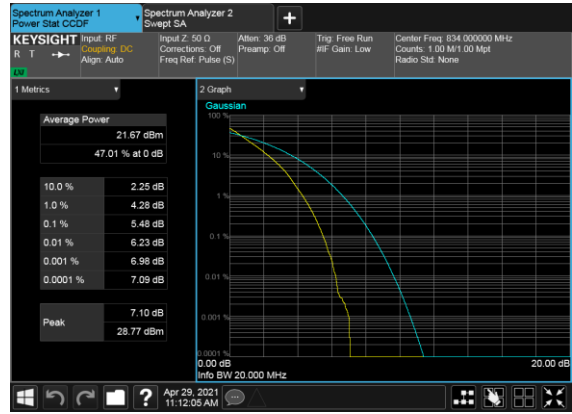 Spectrum Analyzer 1
Power Stat CCDF
Spectrum Analyzer 2
Swept SA
KEYSIGHT
R T
Input: RF
Coupling: DC
Align: Auto
Input Z: 50 Ω
Corrections: Off
Freq Ref: Pulse (S)
Atten: 36 dB
Preamp: Off
Trig: Free Run
#IF Gain: Low
Center Freq: 834.000000 MHz
Counts: 1.00 M/1.00 Mpt
Radio Std: None
1 Metrics
Average Power
21.67 dBm
47.01 % at 0 dB
10.0 % 2.25 dB
1.0 % 4.28 dB
0.1 % 5.48 dB
0.01 % 6.23 dB
0.001 % 6.98 dB
0.0001 % 7.09 dB
Peak
7.10 dB
28.77 dBm
2 Graph
Gaussian
100 %
10 %
1 %
0.1 %
0.01 %
0.001 %
0.0001 %
0.00 dB
20.00 dB
Info BW 20.000 MHz
?
Apr 29, 2021
11:12:05 AM